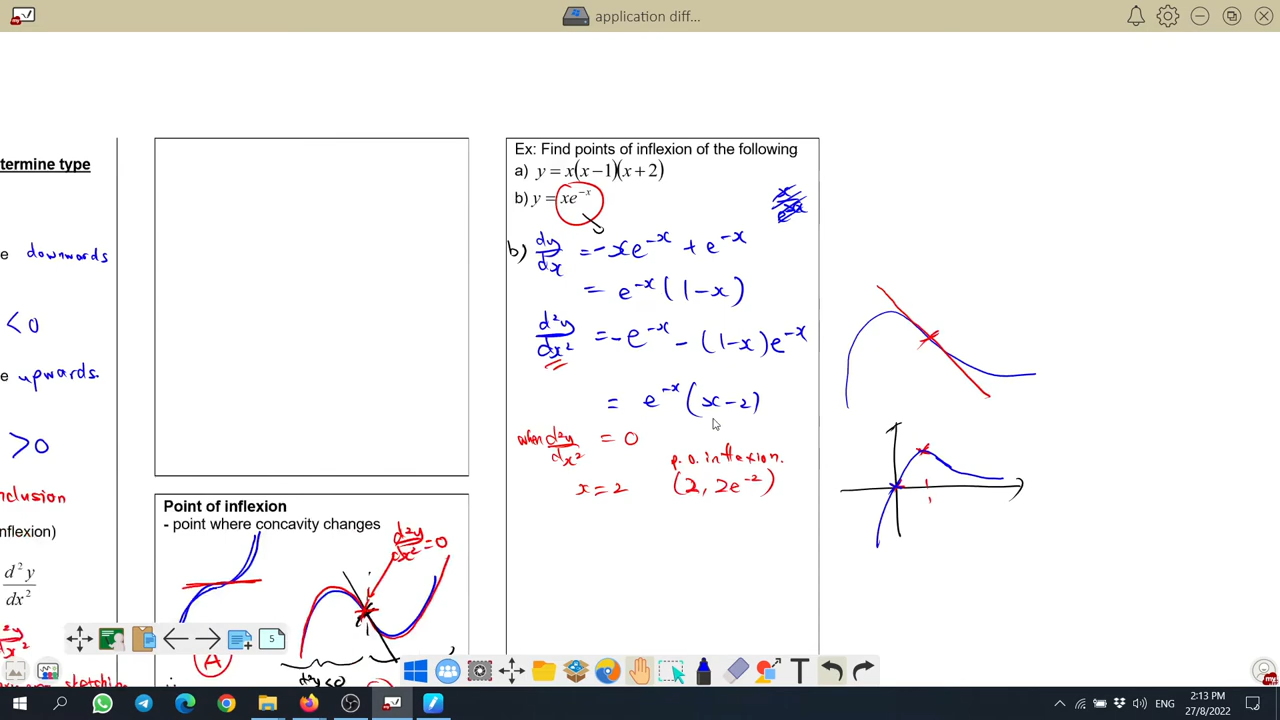 application diff...
termine type
e downwards
< 0
e upwards.
> 0
nclusion
nflexion)
d²y
dx²
Ex: Find points of inflexion of the following
a) y = x(x−1)(x+2)
b) y = xe⁻ˣ
b) dy/dx = −xe⁻ˣ + e⁻ˣ
= e⁻ˣ(1−x)
d²y/dx² = −e⁻ˣ − (1−x)e⁻ˣ
= e⁻ˣ(x−2)
when d²y/dx² = 0
x = 2
p.o. inflexion.
(2, 2e⁻²)
Point of inflexion
- point where concavity changes
d²y/dx² = 0
(A)
sketching
5
2:13 PM
ENG
27/8/2022
2